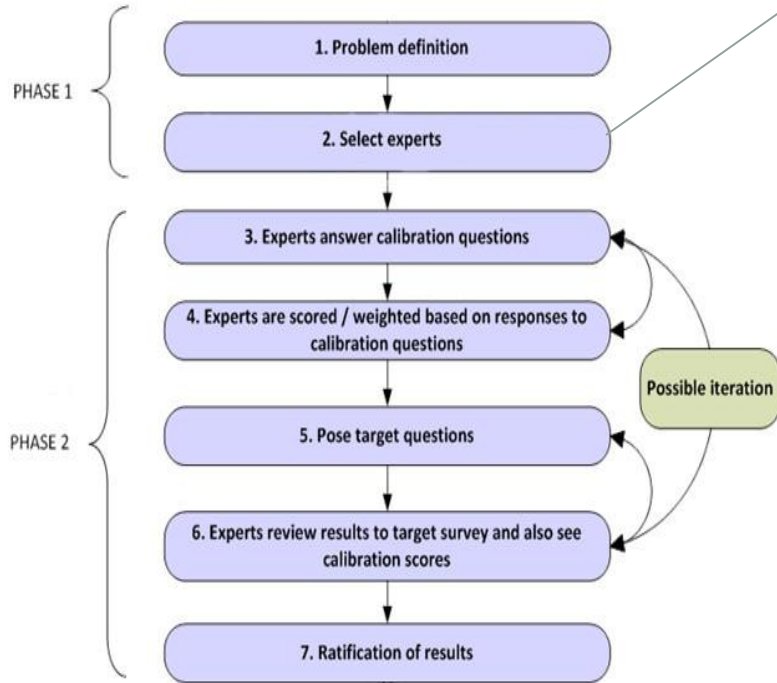 PHASE 1
1. Problem definition
2. Select experts
PHASE 2
3. Experts answer calibration questions
4. Experts are scored / weighted based on responses to
calibration questions
Possible iteration
5. Pose target questions
6. Experts review results to target survey and also see
calibration scores
7. Ratification of results